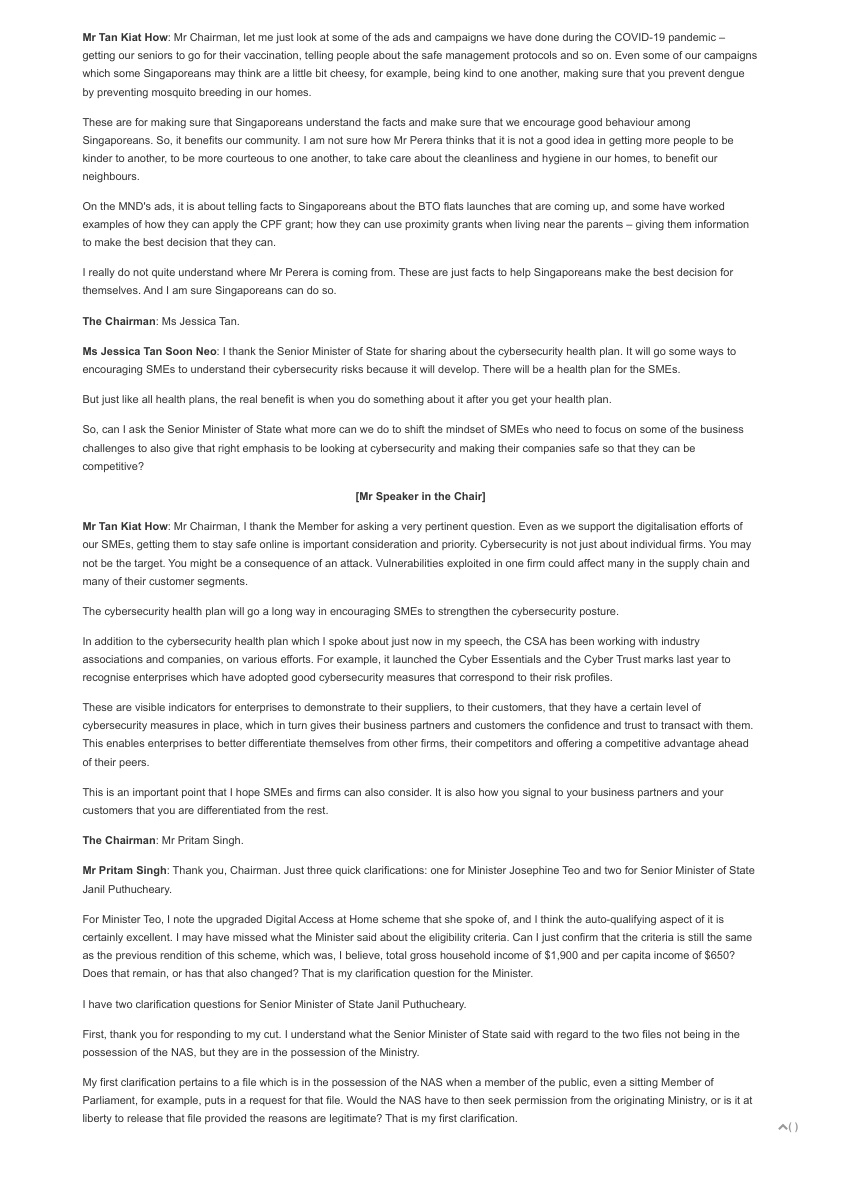 Mr Tan Kiat How: Mr Chairman, let me just look at some of the ads and campaigns we have done during the COVID-19 pandemic –
getting our seniors to go for their vaccination, telling people about the safe management protocols and so on. Even some of our campaigns
which some Singaporeans may think are a little bit cheesy, for example, being kind to one another, making sure that you prevent dengue
by preventing mosquito breeding in our homes.
These are for making sure that Singaporeans understand the facts and make sure that we encourage good behaviour among
Singaporeans. So, it benefits our community. I am not sure how Mr Perera thinks that it is not a good idea in getting more people to be
kinder to another, to be more courteous to one another, to take care about the cleanliness and hygiene in our homes, to benefit our
neighbours.
On the MND's ads, it is about telling facts to Singaporeans about the BTO flats launches that are coming up, and some have worked
examples of how they can apply the CPF grant; how they can use proximity grants when living near the parents – giving them information
to make the best decision that they can.
I really do not quite understand where Mr Perera is coming from. These are just facts to help Singaporeans make the best decision for
themselves. And I am sure Singaporeans can do so.
The Chairman: Ms Jessica Tan.
Ms Jessica Tan Soon Neo: I thank the Senior Minister of State for sharing about the cybersecurity health plan. It will go some ways to
encouraging SMEs to understand their cybersecurity risks because it will develop. There will be a health plan for the SMEs.
But just like all health plans, the real benefit is when you do something about it after you get your health plan.
So, can I ask the Senior Minister of State what more can we do to shift the mindset of SMEs who need to focus on some of the business
challenges to also give that right emphasis to be looking at cybersecurity and making their companies safe so that they can be
competitive?
[Mr Speaker in the Chair]
Mr Tan Kiat How: Mr Chairman, I thank the Member for asking a very pertinent question. Even as we support the digitalisation efforts of
our SMEs, getting them to stay safe online is important consideration and priority. Cybersecurity is not just about individual firms. You may
not be the target. You might be a consequence of an attack. Vulnerabilities exploited in one firm could affect many in the supply chain and
many of their customer segments.
The cybersecurity health plan will go a long way in encouraging SMEs to strengthen the cybersecurity posture.
In addition to the cybersecurity health plan which I spoke about just now in my speech, the CSA has been working with industry
associations and companies, on various efforts. For example, it launched the Cyber Essentials and the Cyber Trust marks last year to
recognise enterprises which have adopted good cybersecurity measures that correspond to their risk profiles.
These are visible indicators for enterprises to demonstrate to their suppliers, to their customers, that they have a certain level of
cybersecurity measures in place, which in turn gives their business partners and customers the confidence and trust to transact with them.
This enables enterprises to better differentiate themselves from other firms, their competitors and offering a competitive advantage ahead
of their peers.
This is an important point that I hope SMEs and firms can also consider. It is also how you signal to your business partners and your
customers that you are differentiated from the rest.
The Chairman: Mr Pritam Singh.
Mr Pritam Singh: Thank you, Chairman. Just three quick clarifications: one for Minister Josephine Teo and two for Senior Minister of State
Janil Puthucheary.
For Minister Teo, I note the upgraded Digital Access at Home scheme that she spoke of, and I think the auto-qualifying aspect of it is
certainly excellent. I may have missed what the Minister said about the eligibility criteria. Can I just confirm that the criteria is still the same
as the previous rendition of this scheme, which was, I believe, total gross household income of $1,900 and per capita income of $650?
Does that remain, or has that also changed? That is my clarification question for the Minister.
I have two clarification questions for Senior Minister of State Janil Puthucheary.
First, thank you for responding to my cut. I understand what the Senior Minister of State said with regard to the two files not being in the
possession of the NAS, but they are in the possession of the Ministry.
My first clarification pertains to a file which is in the possession of the NAS when a member of the public, even a sitting Member of
Parliament, for example, puts in a request for that file. Would the NAS have to then seek permission from the originating Ministry, or is it at
liberty to release that file provided the reasons are legitimate? That is my first clarification.
( )